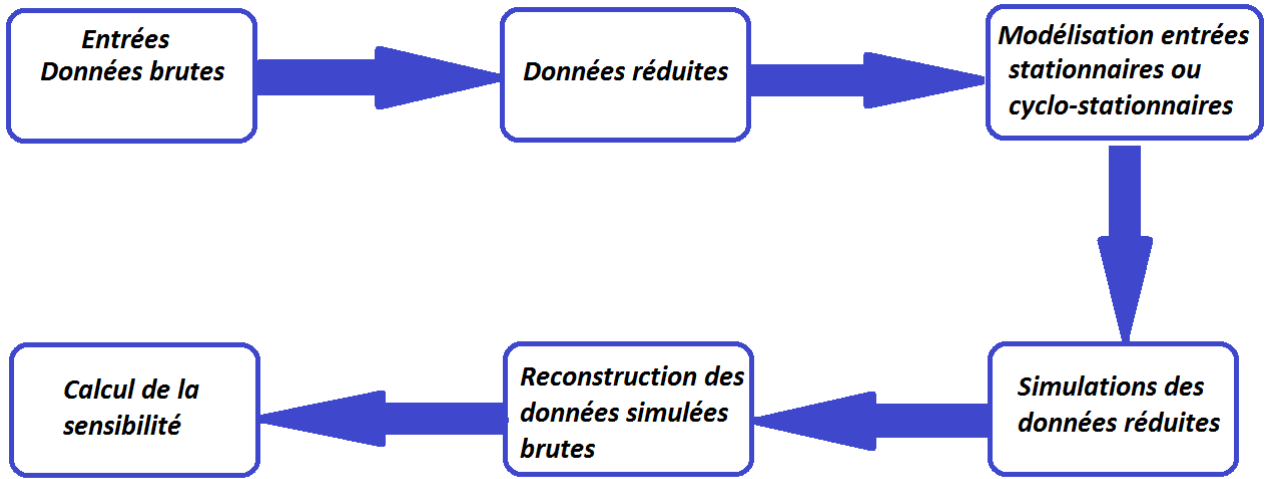 Entrées
Données brutes
Données réduites
Modélisation entrées
stationnaires ou
cyclo-stationnaires
Simulations des
données réduites
Reconstruction des
données simulées
brutes
Calcul de la
sensibilité